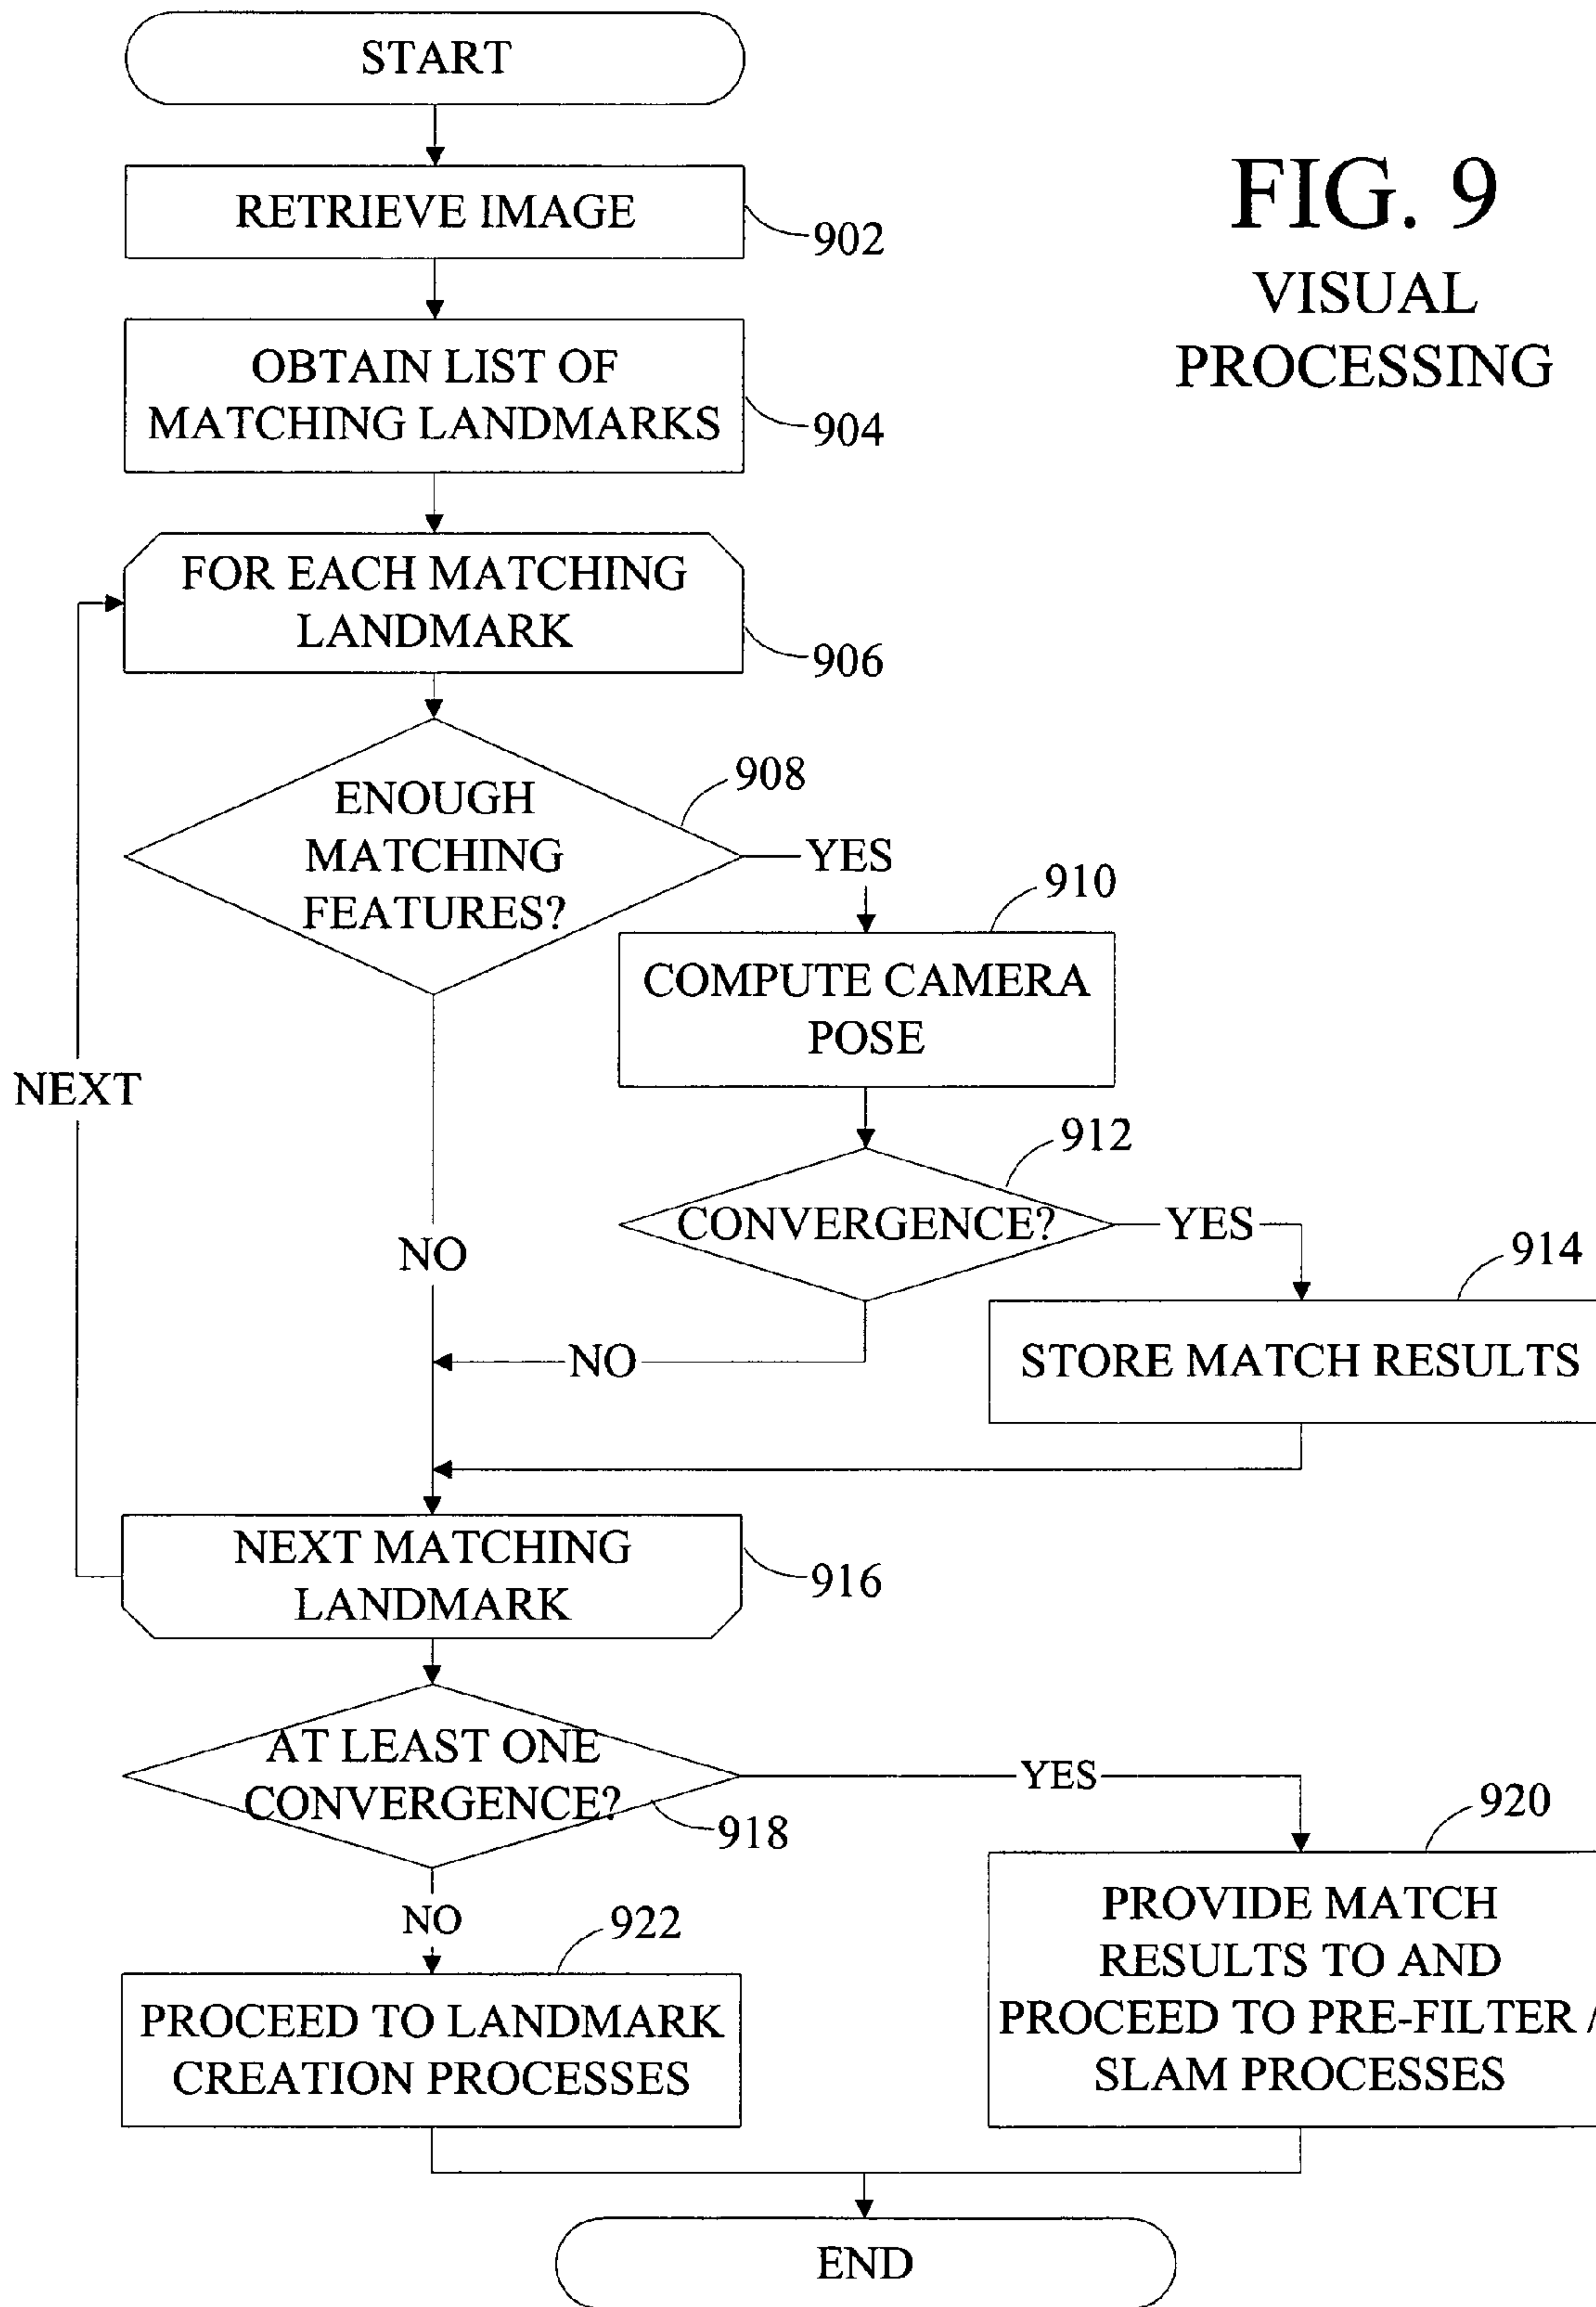 START
FIG. 9
VISUAL
PROCESSING
RETRIEVE IMAGE
902
OBTAIN LIST OF
MATCHING LANDMARKS
904
FOR EACH MATCHING
LANDMARK
906
ENOUGH
MATCHING
FEATURES?
908
YES
910
COMPUTE CAMERA
POSE
NEXT
912
CONVERGENCE?
YES
NO
914
STORE MATCH RESULTS
NO
NEXT MATCHING
LANDMARK
916
AT LEAST ONE
CONVERGENCE?
918
YES
920
NO
922
PROVIDE MATCH
RESULTS TO AND
PROCEED TO PRE-FILTER /
SLAM PROCESSES
PROCEED TO LANDMARK
CREATION PROCESSES
END